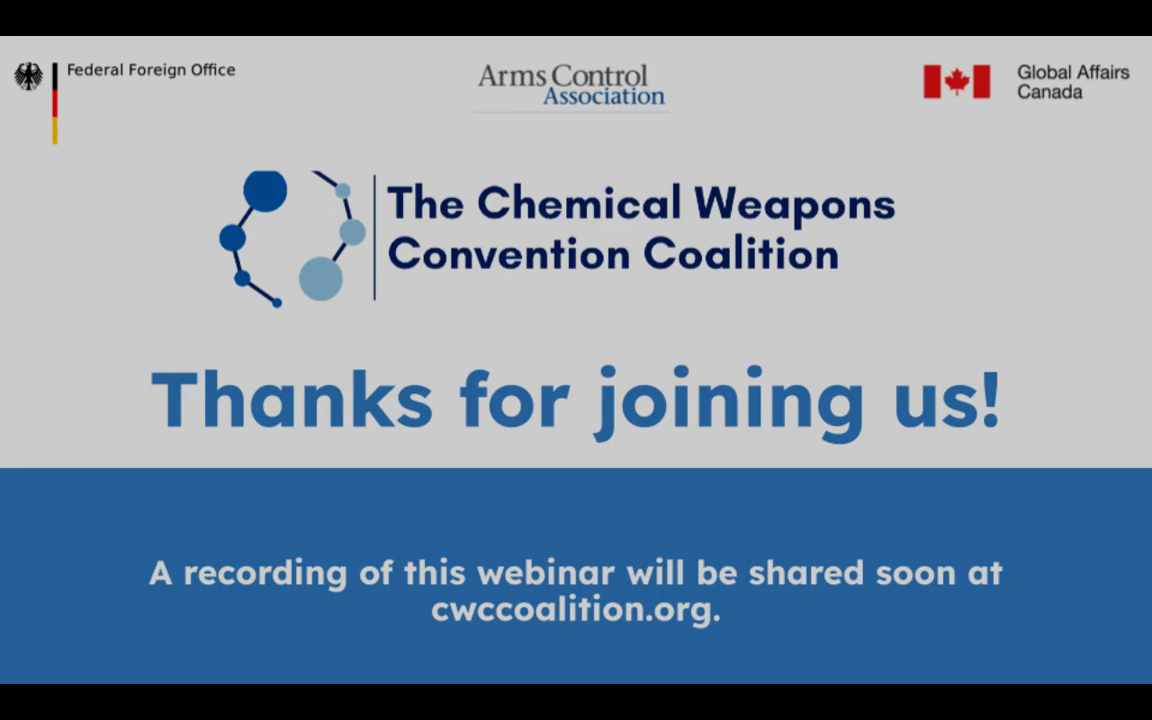 Federal Foreign Office
Arms Control
Association
Global Affairs
Canada
The Chemical Weapons
Convention Coalition
Thanks for joining us!
A recording of this webinar will be shared soon at
cwccoalition.org.